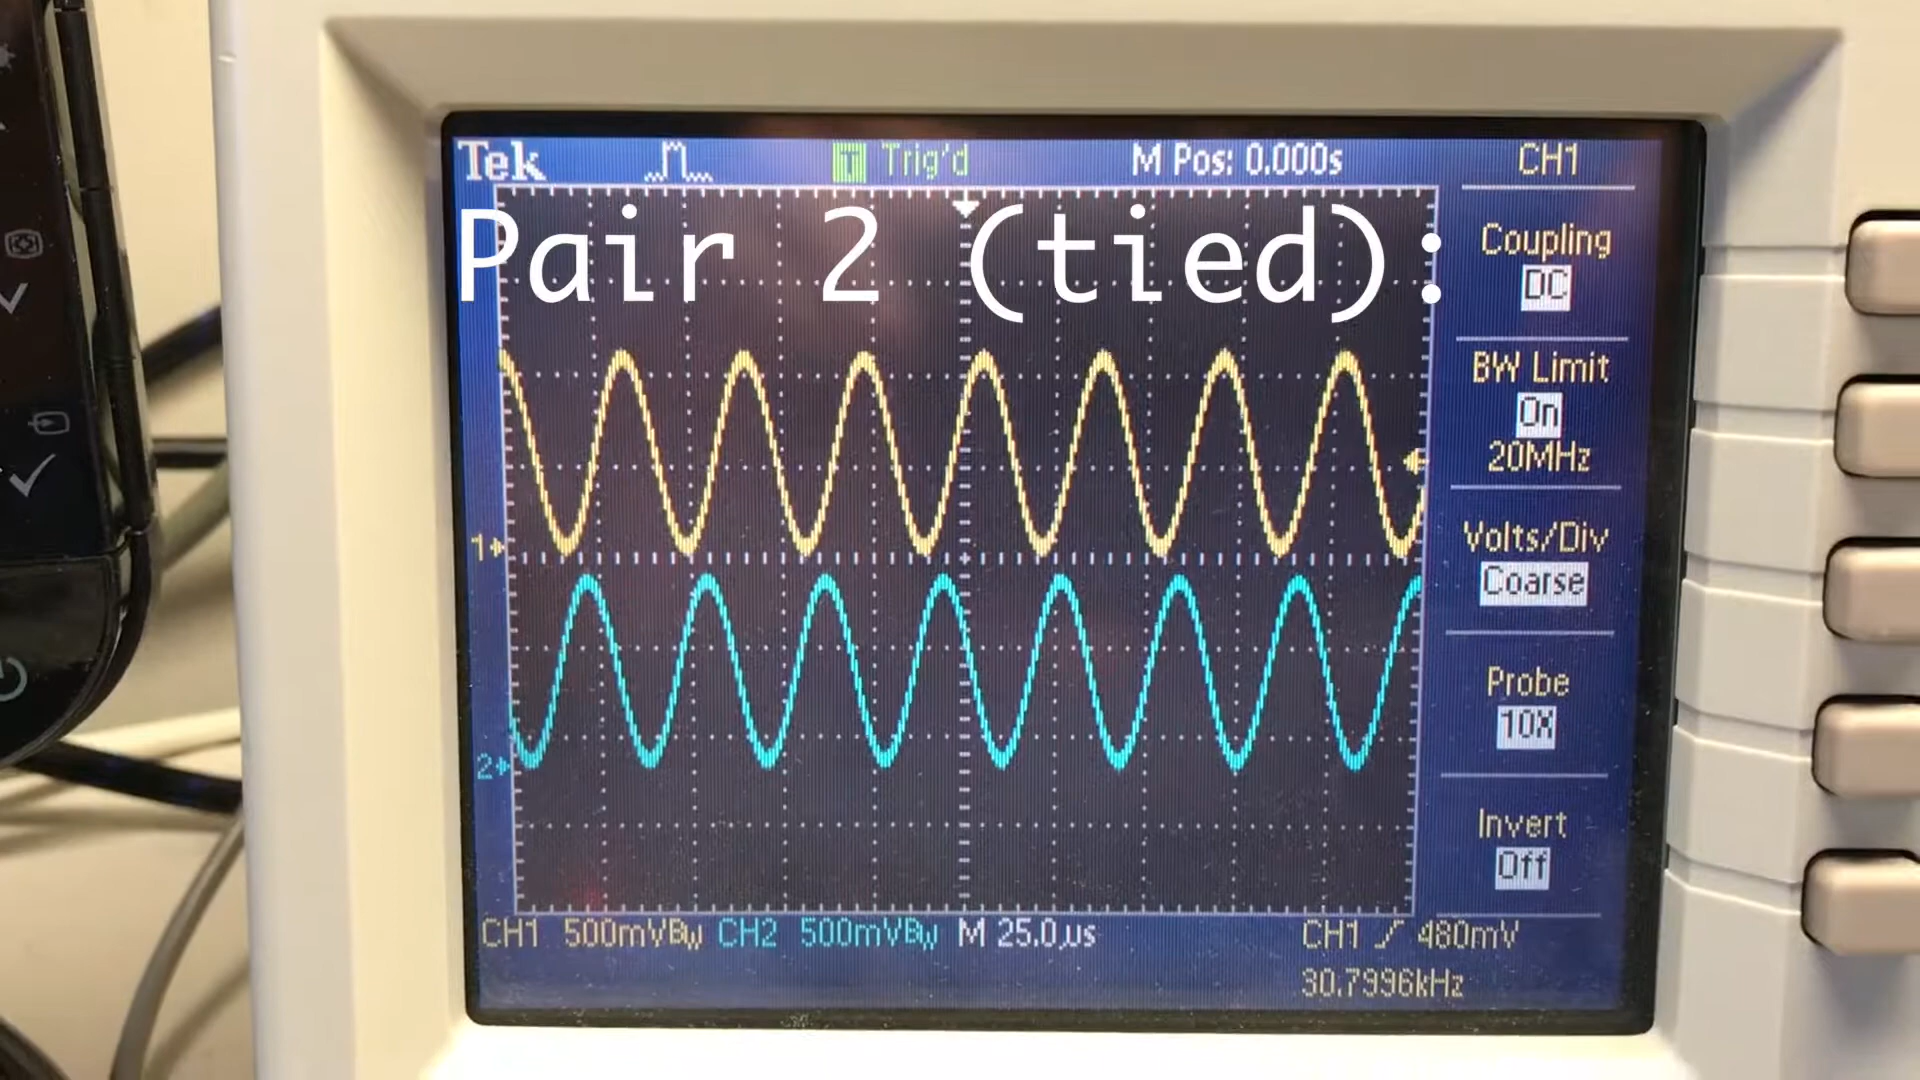 Tek Trig'd M Pos: 0.000s CH1
Pair 2 (tied):
Coupling
DC
BW Limit
On
20MHz
Volts/Div
Coarse
Probe
10X
Invert
Off
1
2
CH1 500mVBW CH2 500mVBW M 25.0µs CH1 480mV
30.7996kHz